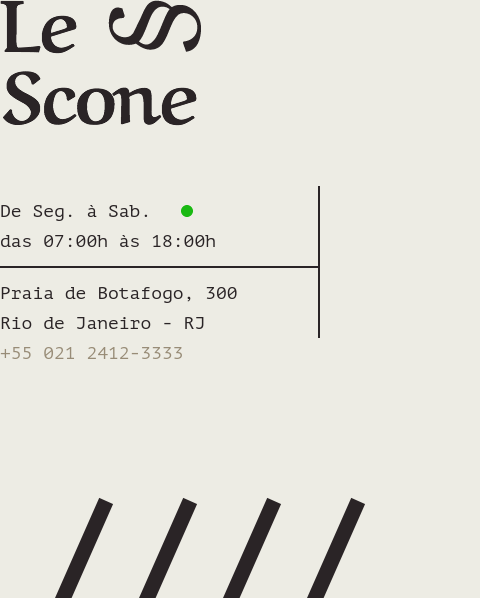 Le
Scone
De Seg. à Sab.
das 07:00h às 18:00h
Praia de Botafogo, 300
Rio de Janeiro - RJ
+55 021 2412-3333